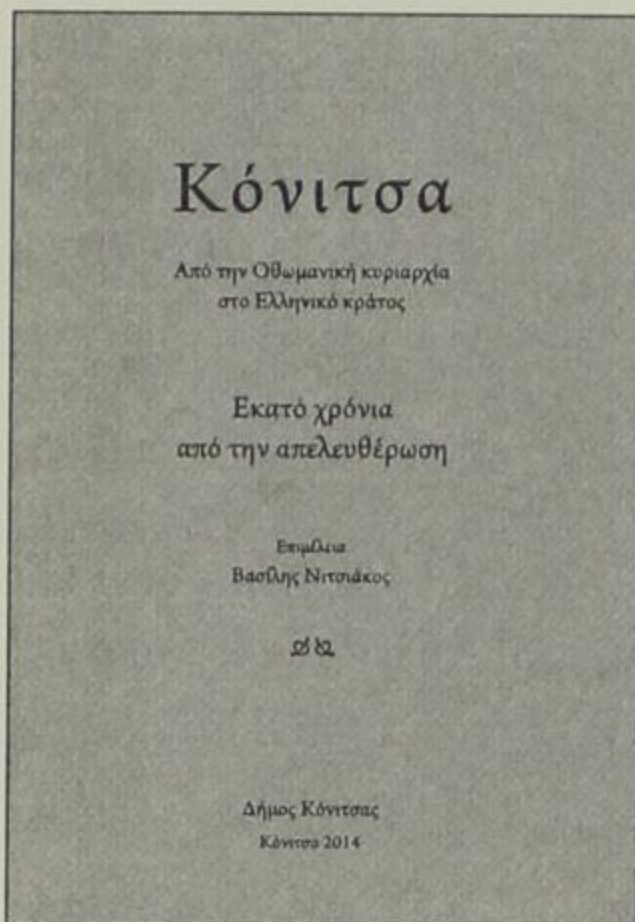 Κόνιτσα
Από την Οθωμανική κυριαρχία
στο Ελληνικό κράτος
Εκατό χρόνια
από την απελευθέρωση
Επιμέλεια
Βασίλης Νιτσιάκος
Δήμος Κόνιτσας
Κόνιτσα 2014